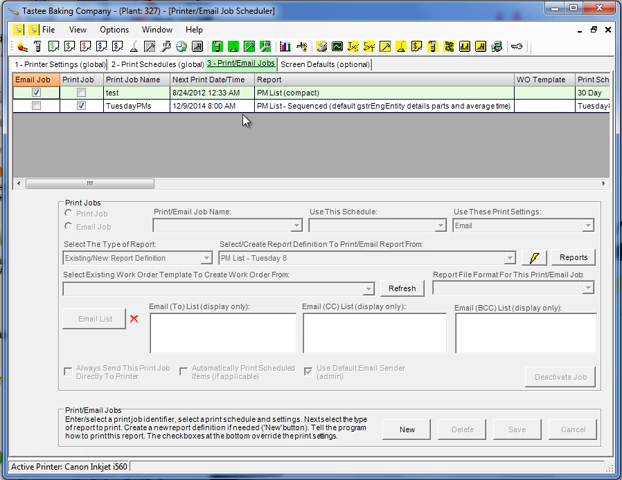 Tastee Baking Company - (Plant: 327) - [Printer/Email Job Scheduler]
File View Options Window Help
1 - Printer Settings (global) 2 - Print Schedules (global) 3 - Print/Email Jobs Screen Defaults (optional)
Email Job Print Job Print Job Name Next Print Date/Time Report WO Template Print Sch
test 8/24/2012 12:33 AM PM List (compact) 30 Day
TuesdayPMs 12/9/2014 8:00 AM PM List - Sequenced (default gstrEngEntity details parts and average time) Tuesday8
Print Jobs
Print Job
Email Job
Print/Email Job Name: Use This Schedule: Use These Print Settings:
Email
Select The Type of Report: Select/Create Report Definition To Print/Email Report From:
Existing/New Report Definition PM List - Tuesday 8 Reports
Select Existing Work Order Template To Create Work Order From: Report File Format For This Print/Email Job:
Refresh
Email List Email (To) List (display only): Email (CC) List (display only): Email (BCC) List (display only):
Always Send This Print Job Directly To Printer
Automatically Print Scheduled Items (if applicable)
Use Default Email Sender (admin)
Deactivate Job
Print/Email Jobs
Enter/select a print job identifier, select a print schedule and settings. Next select the type
of report to print. Create a new report definition if needed ('New' button). Tell the program
how to print this report. The checkboxes at the bottom override the print settings.
New Delete Save Cancel
Active Printer: Canon Inkjet i560